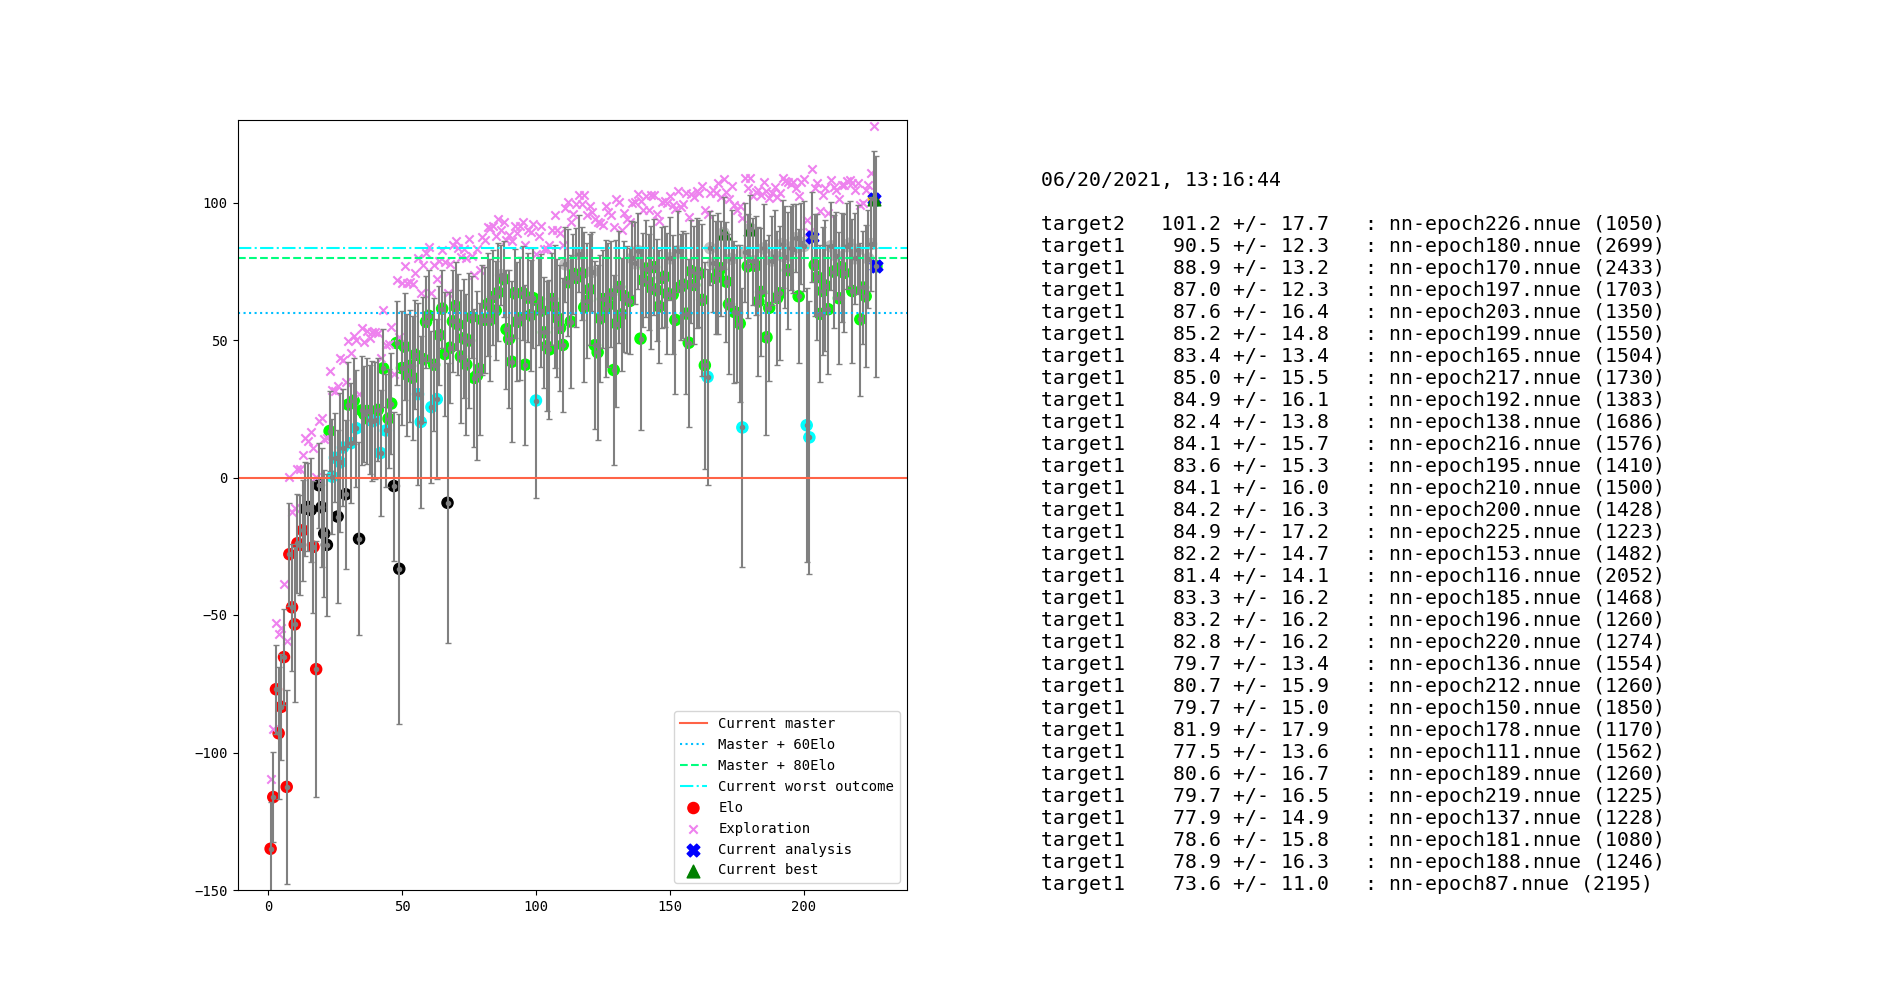 100
50
0
−50
−100
−150
0 50 100 150 200
Current master
Master + 60Elo
Master + 80Elo
Current worst outcome
Elo
Exploration
Current analysis
Current best
06/20/2021, 13:16:44
target2 101.2 +/- 17.7 : nn-epoch226.nnue (1050)
target1 90.5 +/- 12.3 : nn-epoch180.nnue (2699)
target1 88.9 +/- 13.2 : nn-epoch170.nnue (2433)
target1 87.0 +/- 12.3 : nn-epoch197.nnue (1703)
target1 87.6 +/- 16.4 : nn-epoch203.nnue (1350)
target1 85.2 +/- 14.8 : nn-epoch199.nnue (1550)
target1 83.4 +/- 13.4 : nn-epoch165.nnue (1504)
target1 85.0 +/- 15.5 : nn-epoch217.nnue (1730)
target1 84.9 +/- 16.1 : nn-epoch192.nnue (1383)
target1 82.4 +/- 13.8 : nn-epoch138.nnue (1686)
target1 84.1 +/- 15.7 : nn-epoch216.nnue (1576)
target1 83.6 +/- 15.3 : nn-epoch195.nnue (1410)
target1 84.1 +/- 16.0 : nn-epoch210.nnue (1500)
target1 84.2 +/- 16.3 : nn-epoch200.nnue (1428)
target1 84.9 +/- 17.2 : nn-epoch225.nnue (1223)
target1 82.2 +/- 14.7 : nn-epoch153.nnue (1482)
target1 81.4 +/- 14.1 : nn-epoch116.nnue (2052)
target1 83.3 +/- 16.2 : nn-epoch185.nnue (1468)
target1 83.2 +/- 16.2 : nn-epoch196.nnue (1260)
target1 82.8 +/- 16.2 : nn-epoch220.nnue (1274)
target1 79.7 +/- 13.4 : nn-epoch136.nnue (1554)
target1 80.7 +/- 15.9 : nn-epoch212.nnue (1260)
target1 79.7 +/- 15.0 : nn-epoch150.nnue (1850)
target1 81.9 +/- 17.9 : nn-epoch178.nnue (1170)
target1 77.5 +/- 13.6 : nn-epoch111.nnue (1562)
target1 80.6 +/- 16.7 : nn-epoch189.nnue (1260)
target1 79.7 +/- 16.5 : nn-epoch219.nnue (1225)
target1 77.9 +/- 14.9 : nn-epoch137.nnue (1228)
target1 78.6 +/- 15.8 : nn-epoch181.nnue (1080)
target1 78.9 +/- 16.3 : nn-epoch188.nnue (1246)
target1 73.6 +/- 11.0 : nn-epoch87.nnue (2195)